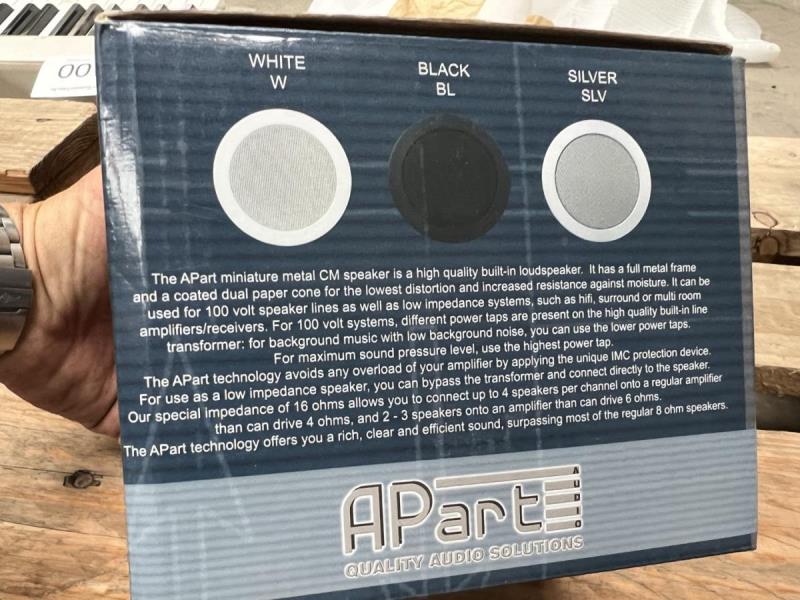 WHITE
W
BLACK
BL
SILVER
SLV
The APart miniature metal CM speaker is a high quality built-in loudspeaker. It has a full metal frame
and a coated dual paper cone for the lowest distortion and increased resistance against moisture. It can be
used for 100 volt speaker lines as well as low impedance systems, such as hifi, surround or multi room
amplifiers/receivers. For 100 volt systems, different power taps are present on the high quality built-in line
transformer: for background music with low background noise, you can use the lower power taps.
For maximum sound pressure level, use the highest power tap.
The APart technology avoids any overload of your amplifier by applying the unique IMC protection device.
For use as a low impedance speaker, you can bypass the transformer and connect directly to the speaker.
Our special impedance of 16 ohms allows you to connect up to 4 speakers per channel onto a regular amplifier
than can drive 4 ohms, and 2 - 3 speakers onto an amplifier than can drive 6 ohms.
The APart technology offers you a rich, clear and efficient sound, surpassing most of the regular 8 ohm speakers.
APart AUDIO
QUALITY AUDIO SOLUTIONS